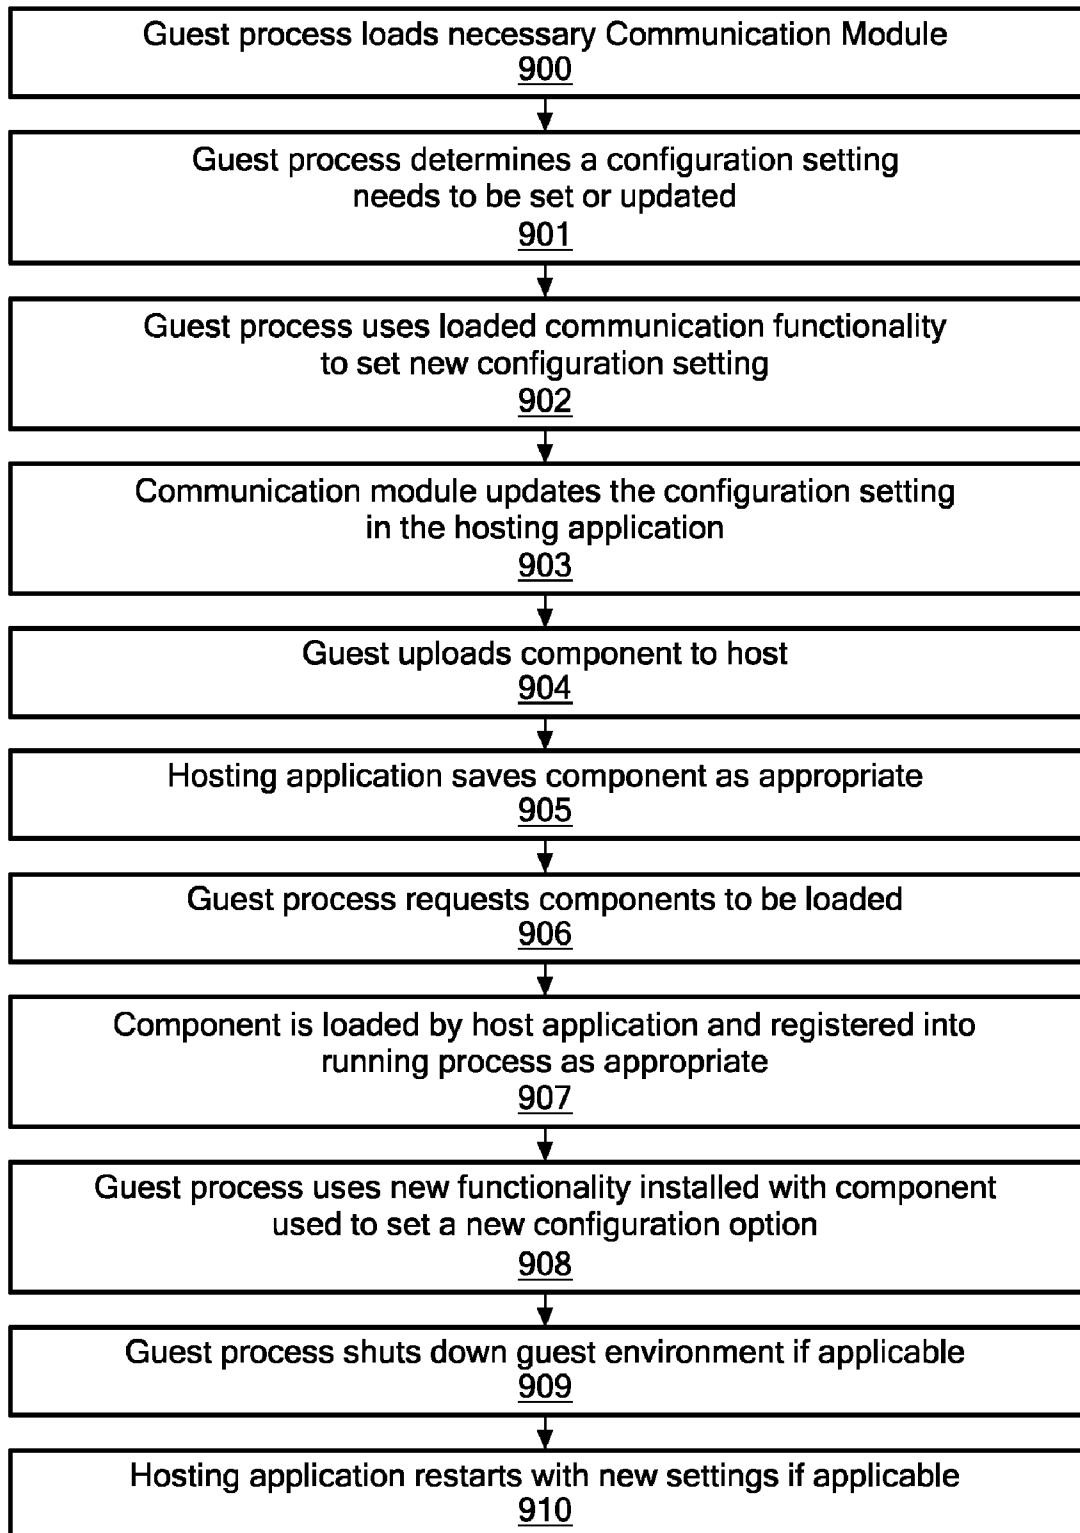 Guest process loads necessary Communication Module
900
Guest process determines a configuration setting
needs to be set or updated
901
Guest process uses loaded communication functionality
to set new configuration setting
902
Communication module updates the configuration setting
in the hosting application
903
Guest uploads component to host
904
Hosting application saves component as appropriate
905
Guest process requests components to be loaded
906
Component is loaded by host application and registered into
running process as appropriate
907
Guest process uses new functionality installed with component
used to set a new configuration option
908
Guest process shuts down guest environment if applicable
909
Hosting application restarts with new settings if applicable
910